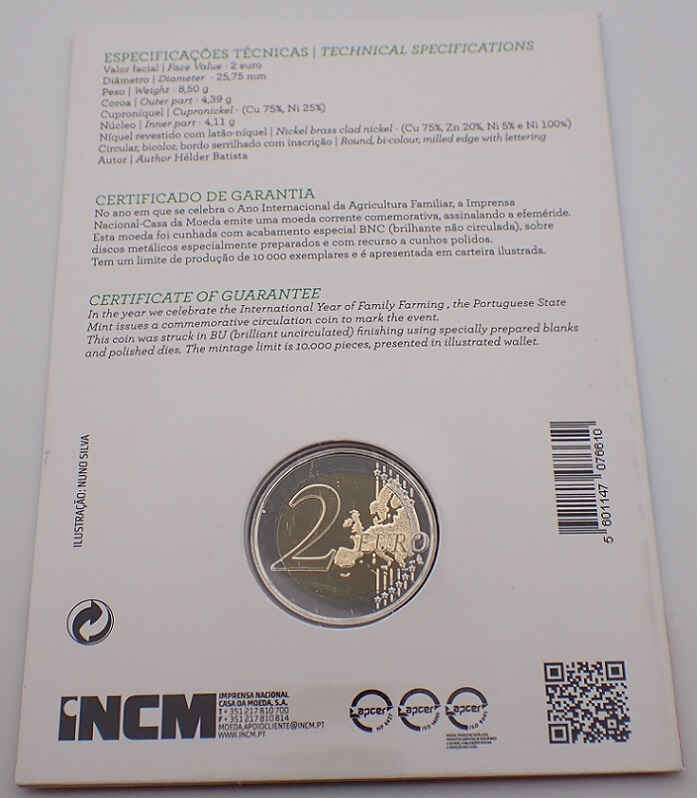 ESPECIFICAÇÕES TÉCNICAS | TECHNICAL SPECIFICATIONS
Valor facial | Face Value · 2 euro
Diâmetro | Diameter · 25,75 mm
Peso | Weight · 8,50 g
Coroa | Outer part · 4,39 g
Cuproníquel | Cupronickel · (Cu 75%, Ni 25%)
Núcleo | Inner part · 4,11 g
Níquel revestido com latão-níquel | Nickel brass clad nickel · (Cu 75%, Zn 20%, Ni 5% e Ni 100%)
Circular, bicolor, bordo serrilhado com inscrição | Round, bi-colour, milled edge with lettering
Autor | Author Hélder Batista
CERTIFICADO DE GARANTIA
No ano em que se celebra o Ano Internacional da Agricultura Familiar, a Imprensa
Nacional-Casa da Moeda emite uma moeda corrente comemorativa, assinalando a efeméride.
Esta moeda foi cunhada com acabamento especial BNC (brilhante não circulada), sobre
discos metálicos especialmente preparados e com recurso a cunhos polidos.
Tem um limite de produção de 10 000 exemplares e é apresentada em carteira ilustrada.
CERTIFICATE OF GUARANTEE
In the year we celebrate the International Year of Family Farming , the Portuguese State
Mint issues a commemorative circulation coin to mark the event.
This coin was struck in BU (brilliant uncirculated) finishing using specially prepared blanks
and polished dies. The mintage limit is 10.000 pieces, presented in illustrated wallet.
ILUSTRAÇÃO: NUNO SILVA
2 EURO
5 601147 076610
INCM
IMPRENSA NACIONAL
CASA DA MOEDA, S.A.
T + 351 217 810 700
F + 351 217 810 814
MOEDA.APOIOCLIENTE@INCM.PT
WWW.INCM.PT
apcer
apcer
apcer